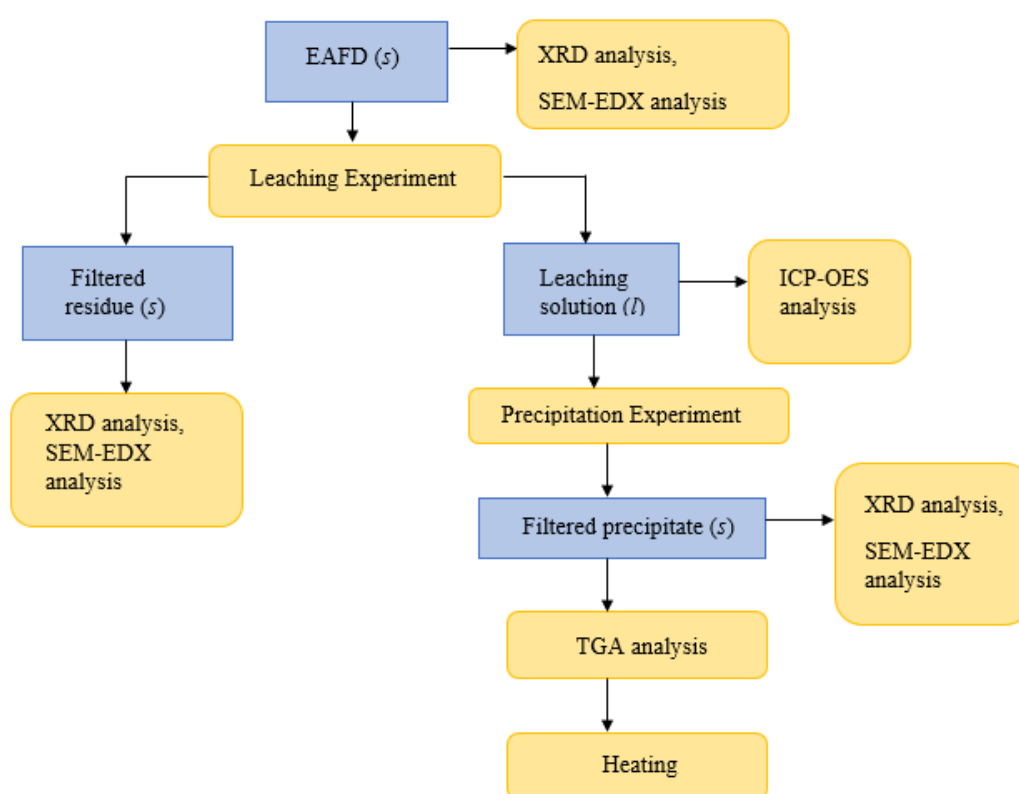 EAFD (s)
XRD analysis,
SEM-EDX analysis
Leaching Experiment
Filtered
residue (s)
Leaching
solution (l)
ICP-OES
analysis
XRD analysis,
SEM-EDX
analysis
Precipitation Experiment
Filtered precipitate (s)
XRD analysis,
SEM-EDX
analysis
TGA analysis
Heating